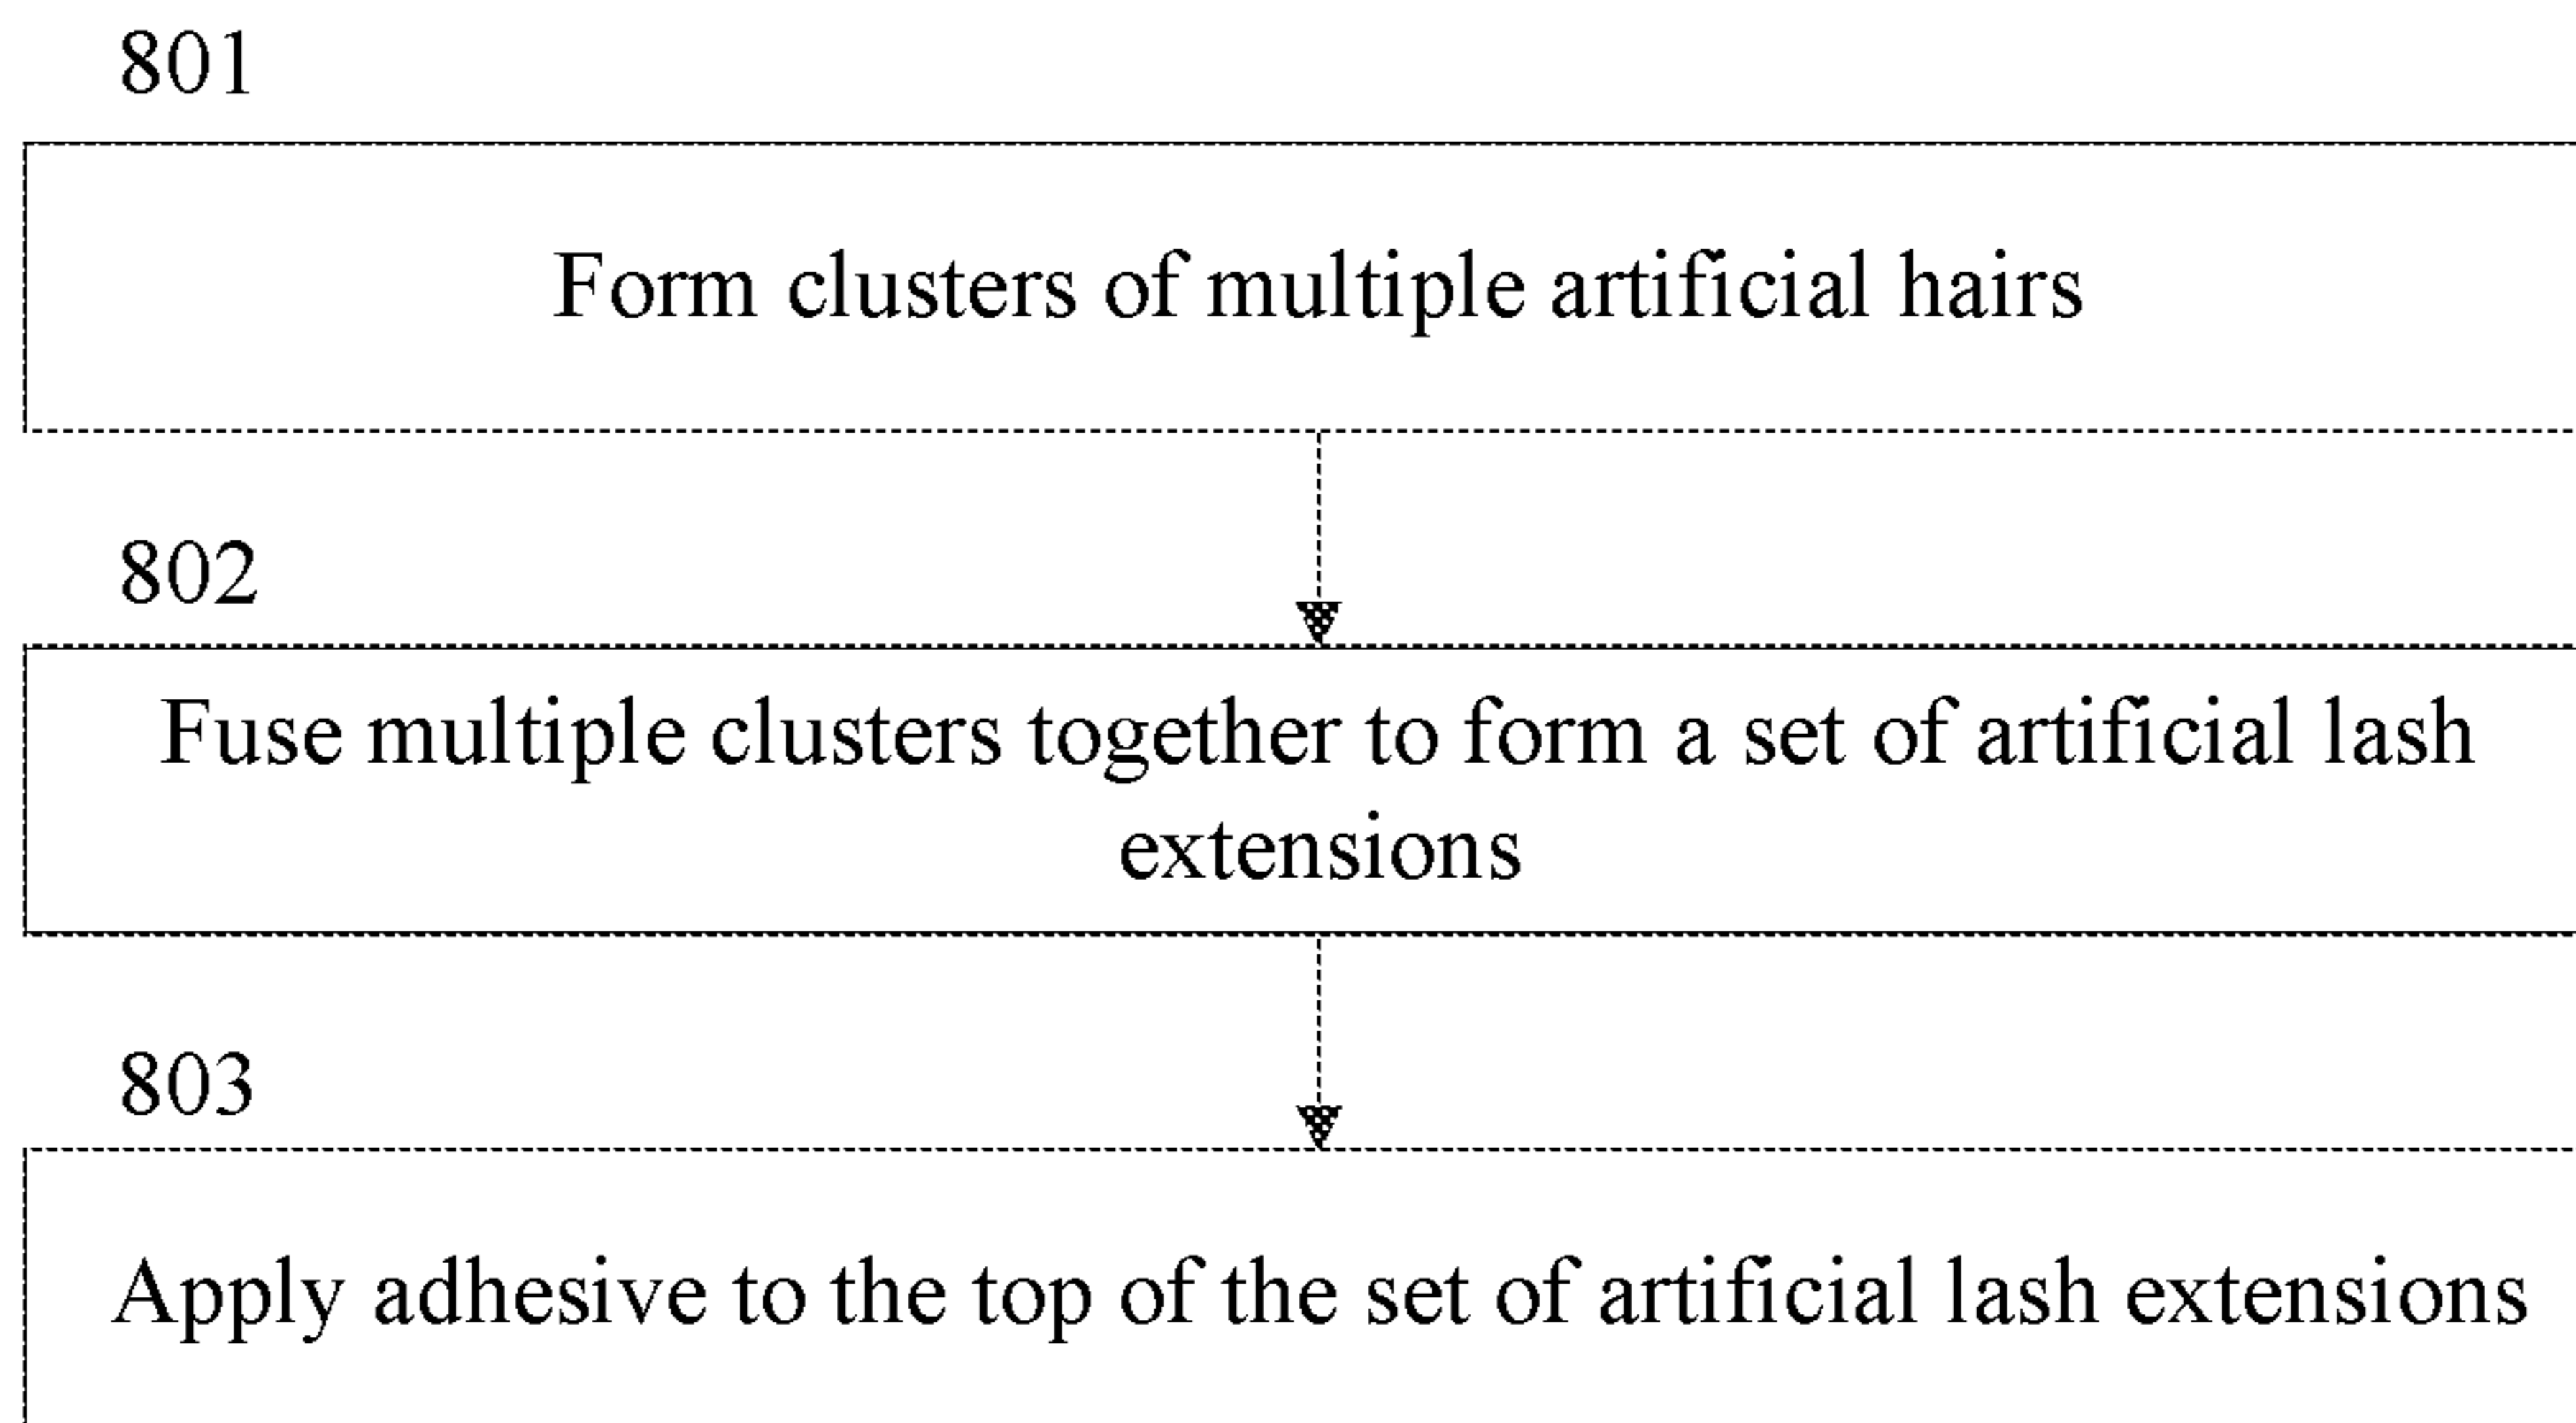 801
Form clusters of multiple artificial hairs
802
Fuse multiple clusters together to form a set of artificial lash
extensions
803
Apply adhesive to the top of the set of artificial lash extensions